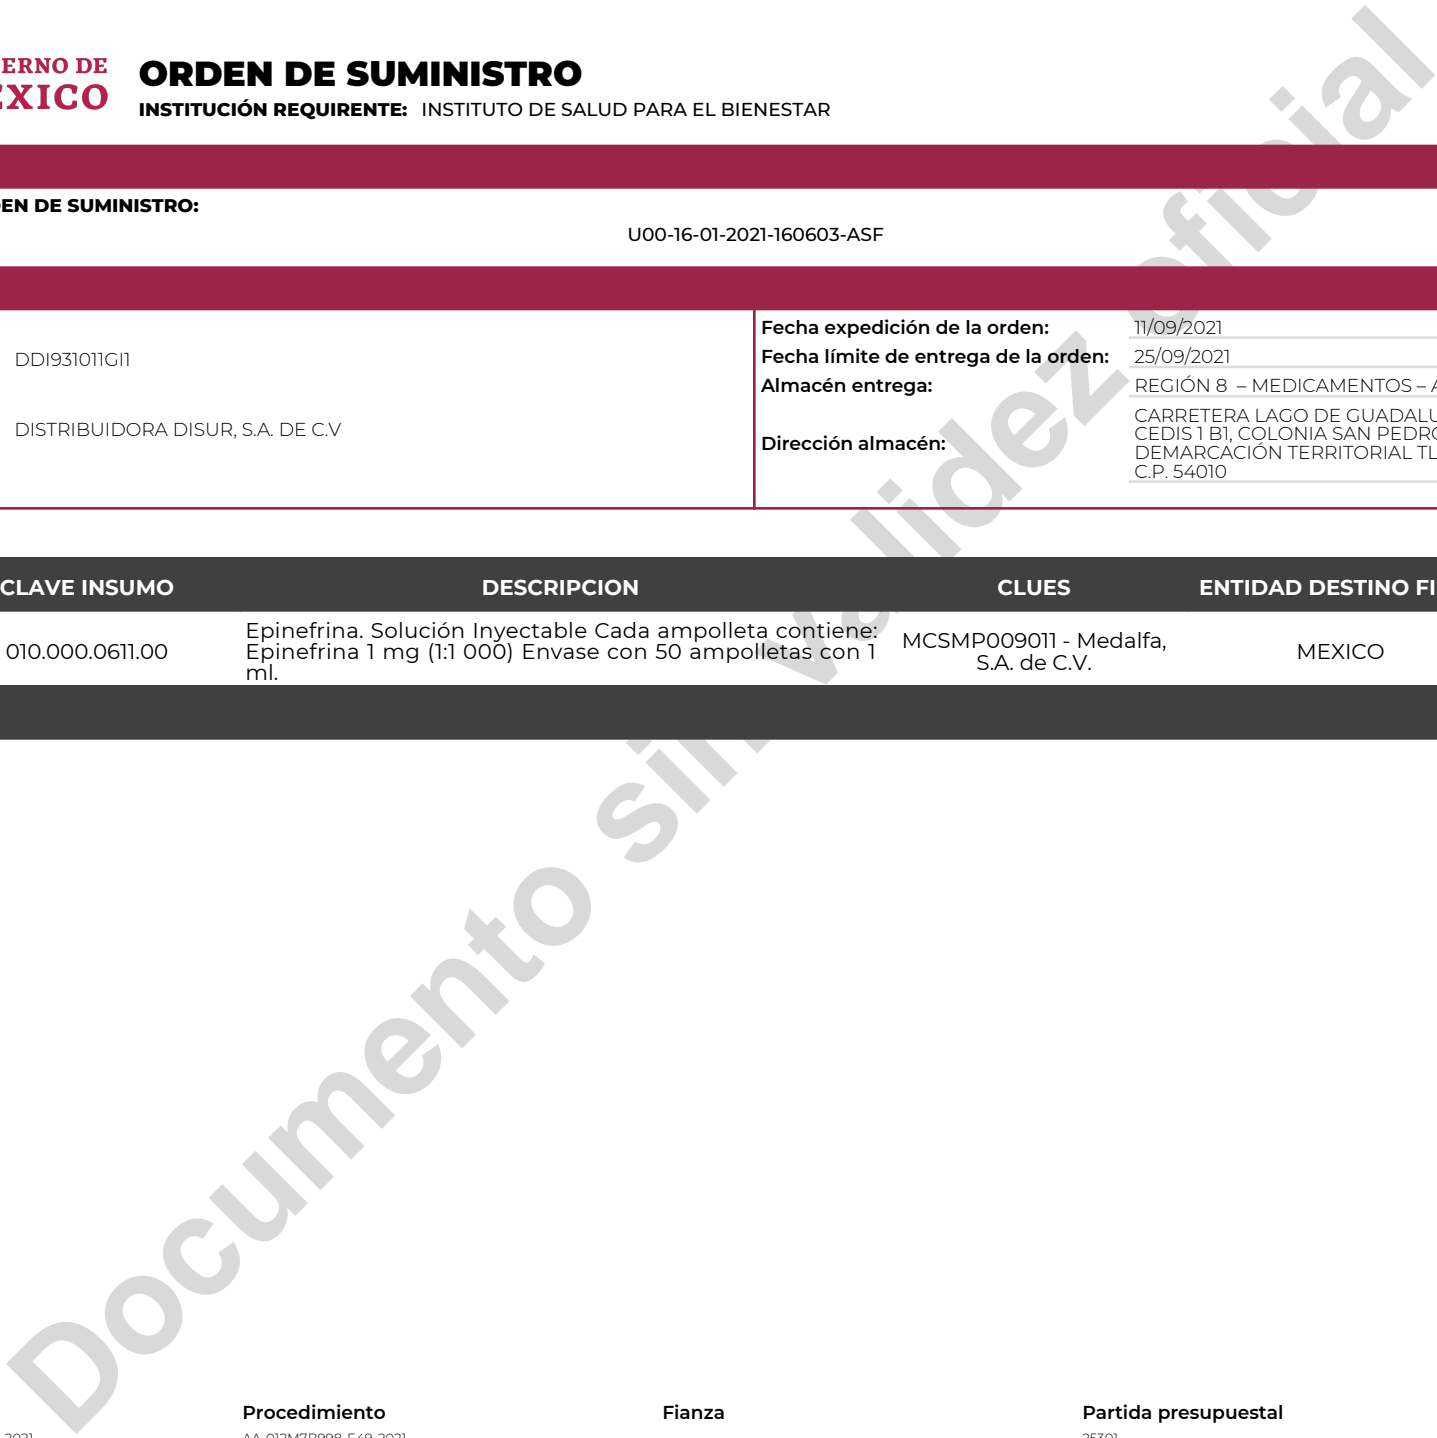 ERNO DE
ORDEN DE SUMINISTRO
INSTITUCIÓN REQUIRENTE: INSTITUTO DE SALUD PARA EL BIENESTAR
EN DE SUMINISTRO:
U00-16-01-2021-160603-ASF
DDI931011GI1
DISTRIBUIDORA DISUR, S.A. DE C.V
Fecha expedición de la orden: 11/09/2021
Fecha límite de entrega de la orden: 25/09/2021
Almacén entrega: REGIÓN 8 – MEDICAMENTOS – A
Dirección almacén:
CARRETERA LAGO DE GUADALU
CEDIS 1 B1, COLONIA SAN PEDRO
DEMARCACIÓN TERRITORIAL TL
C.P. 54010
CLAVE INSUMO DESCRIPCION CLUES ENTIDAD DESTINO FI
010.000.0611.00
Epinefrina. Solución Inyectable Cada ampolleta contiene:
Epinefrina 1 mg (1:1 000) Envase con 50 ampolletas con 1
ml.
MCSMP009011 - Medalfa,
S.A. de C.V.
MEXICO
Documento sin validez oficial
Procedimiento Fianza Partida presupuestal